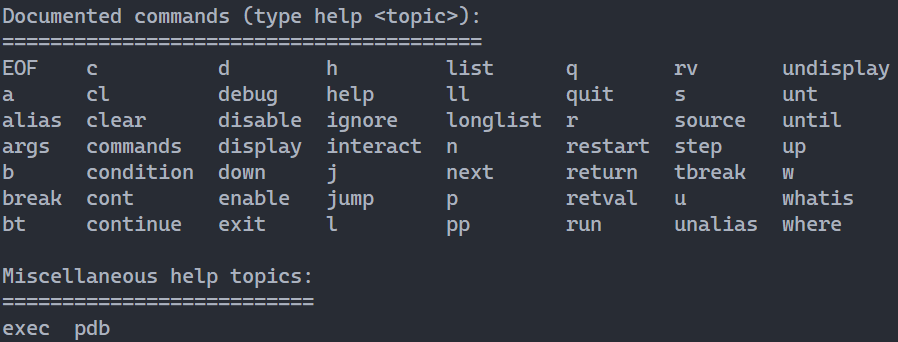 Documented commands (type help <topic>):
========================================
EOF    c          d        h         list      q        rv       undisplay
a      cl         debug    help      ll        quit     s        unt
alias  clear      disable  ignore    longlist  r        source   until
args   commands   display  interact  n         restart  step     up
b      condition  down     j         next      return   tbreak   w
break  cont       enable   jump      p         retval   u        whatis
bt     continue   exit     l         pp        run      unalias  where
Miscellaneous help topics:
==========================
exec  pdb